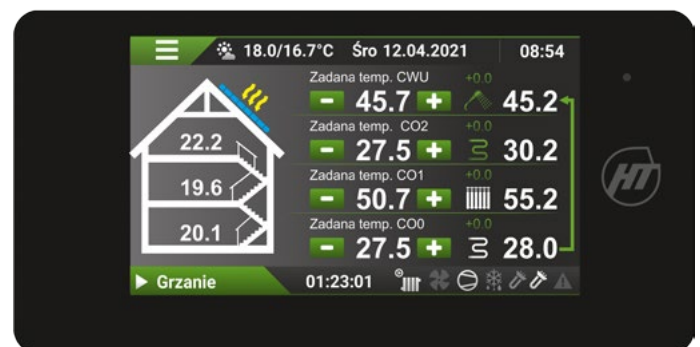 18.0/16.7°C Śro 12.04.2021 08:54
Zadana temp. CWU +0.0
- 45.7 + 45.2
Zadana temp. CO2 +0.0
22.2 - 27.5 + 30.2
Zadana temp. CO1 +0.0
19.6 - 50.7 + 55.2
Zadana temp. CO0 +0.0
20.1 - 27.5 + 28.0
Grzanie 01:23:01
HT